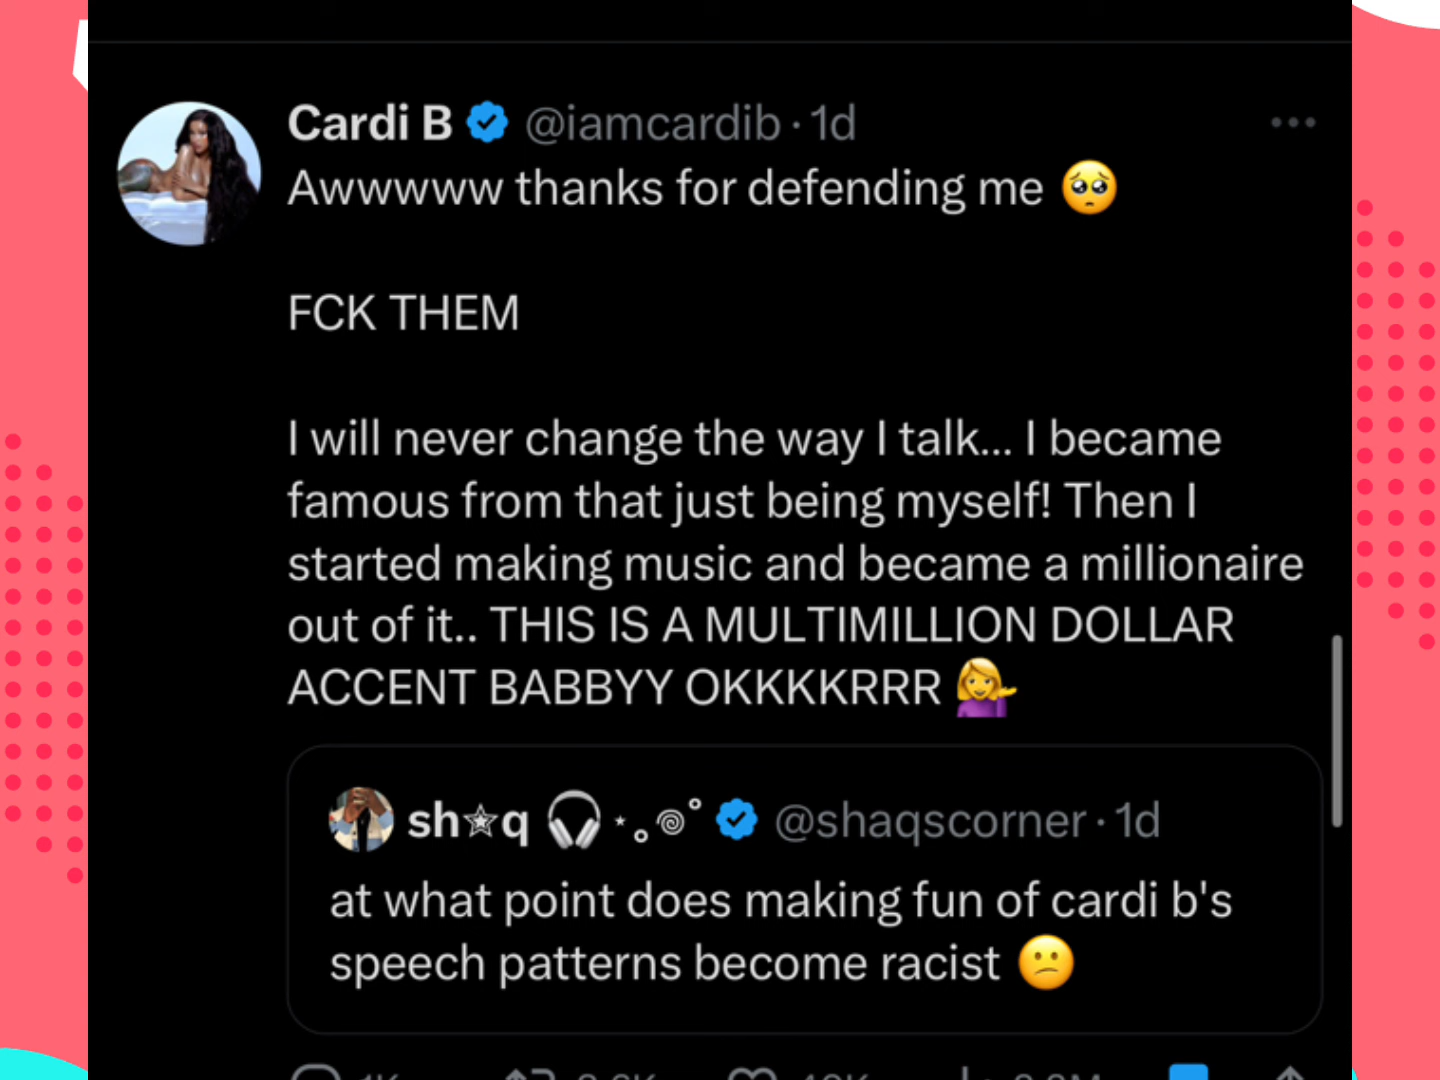 Cardi B @iamcardib · 1d
Awwwww thanks for defending me 🥺
FCK THEM
I will never change the way I talk... I became
famous from that just being myself! Then I
started making music and became a millionaire
out of it.. THIS IS A MULTIMILLION DOLLAR
ACCENT BABBYY OKKKKRRR 💁‍♀️
sh✯q 🎧 ⋆｡𖦹° @shaqscorner · 1d
at what point does making fun of cardi b's
speech patterns become racist 😕